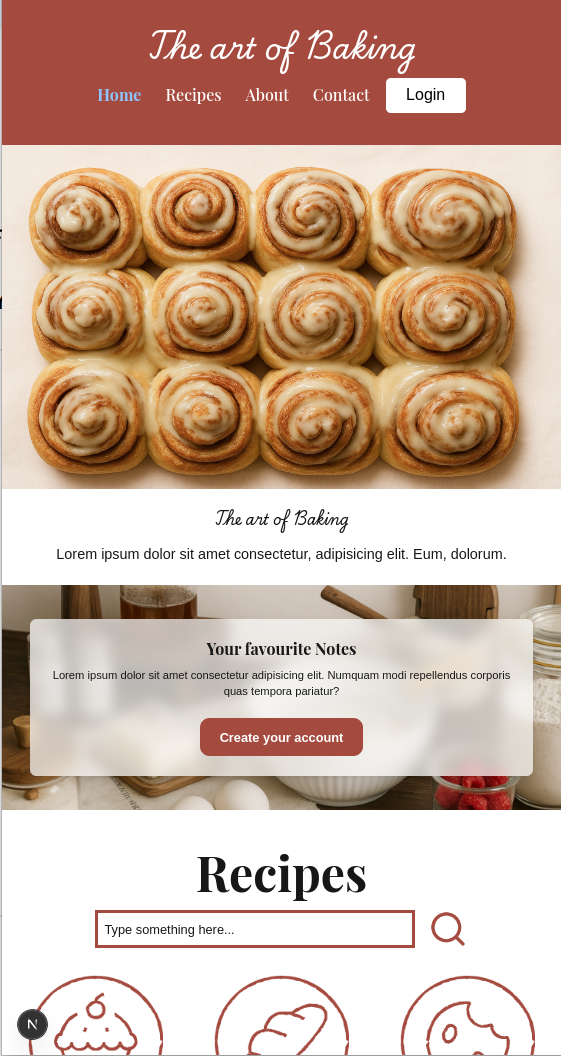 The art of Baking
Home Recipes About Contact Login
The art of Baking
Lorem ipsum dolor sit amet consectetur, adipisicing elit. Eum, dolorum.
Your favourite Notes
Lorem ipsum dolor sit amet consectetur adipisicing elit. Numquam modi repellendus corporis
quas tempora pariatur?
Create your account
Recipes
Type something here...
N